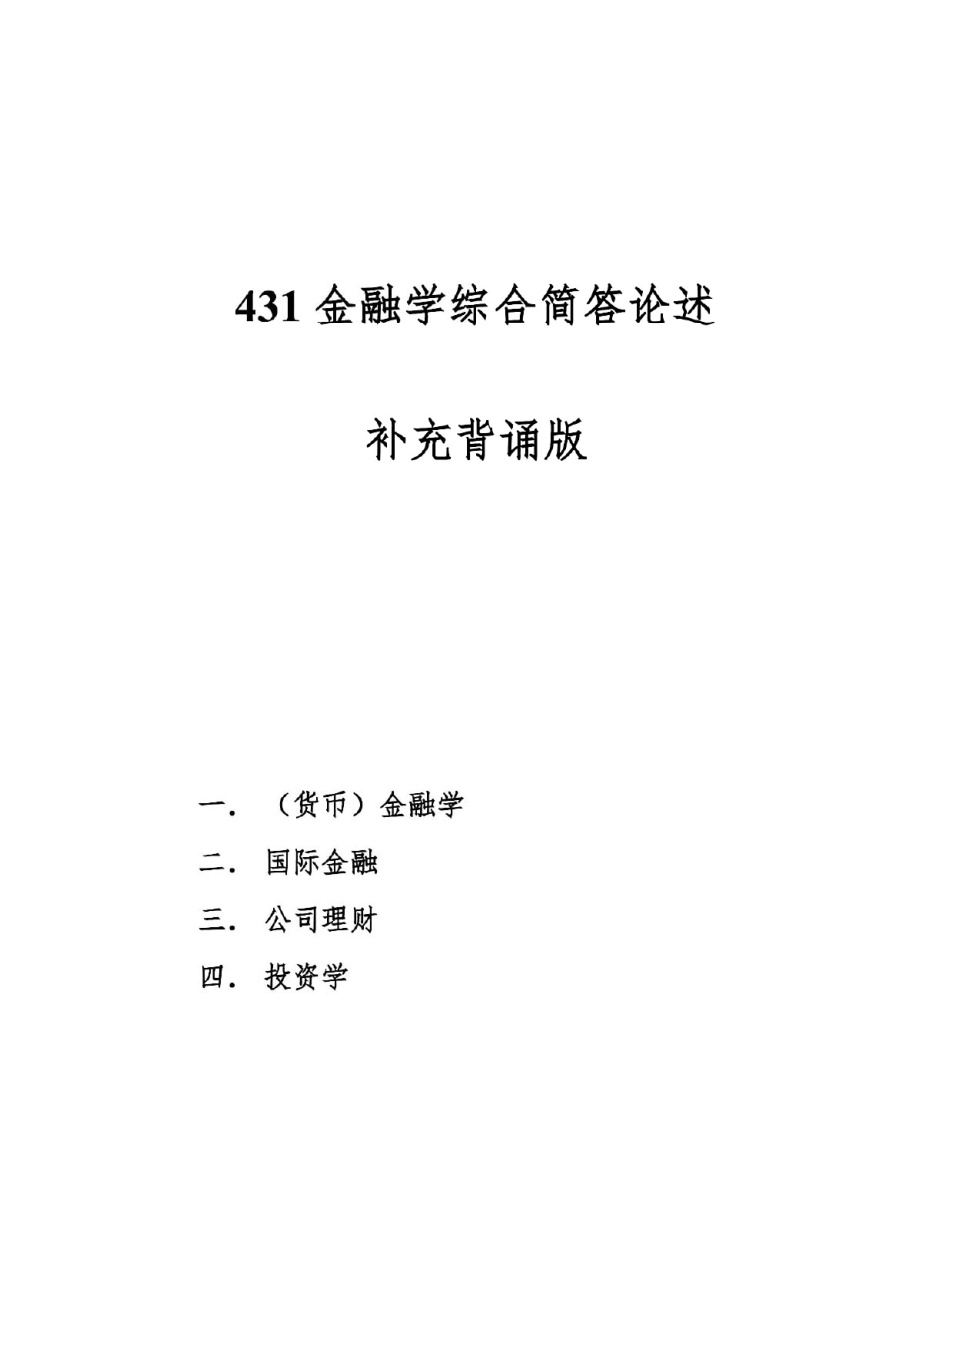 431 金融学综合简答论述
补充背诵版
一． （货币）金融学
二． 国际金融
三． 公司理财
四． 投资学